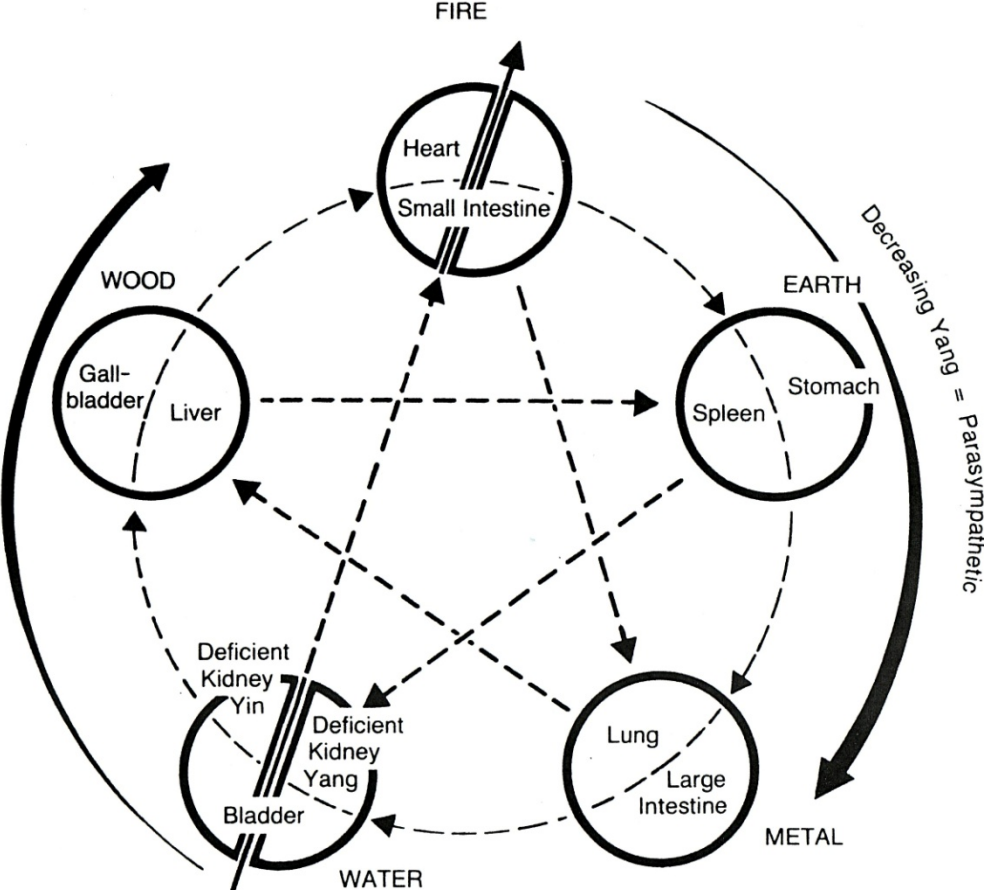 FIRE
Heart
Small Intestine
WOOD
Gall-
bladder
Liver
EARTH
Stomach
Spleen
Decreasing Yang = Parasympathetic
Deficient
Kidney
Yin
Deficient
Kidney
Yang
Bladder
WATER
Lung
Large
Intestine
METAL